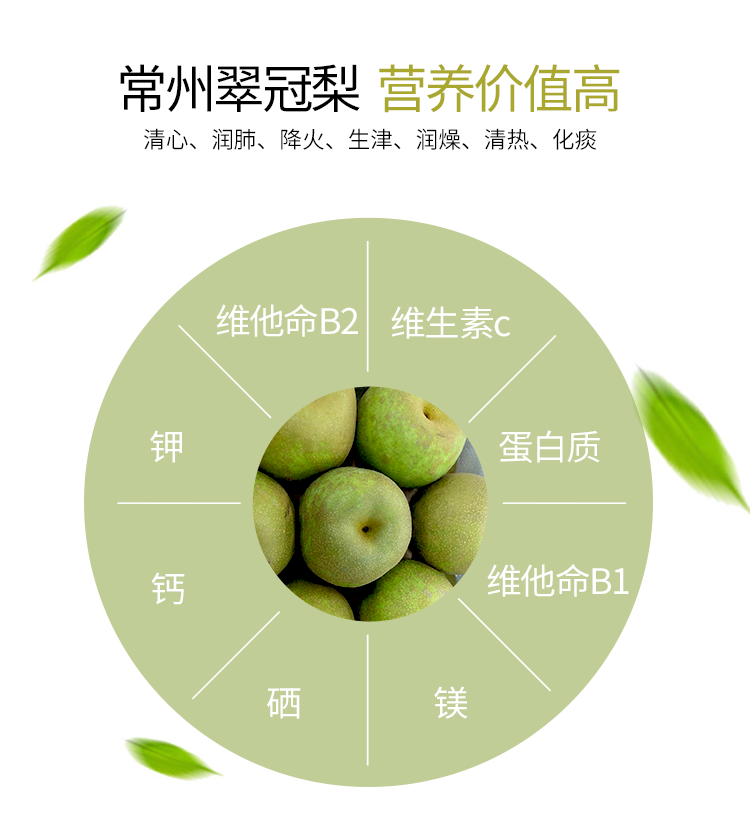 常州翠冠梨 营养价值高
清心、润肺、降火、生津、润燥、清热、化痰
维他命B2
维生素c
钾
蛋白质
钙
维他命B1
硒
镁